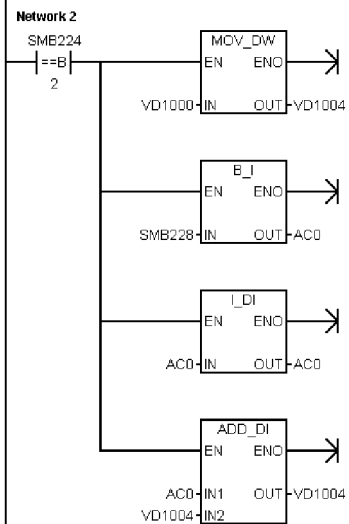 Network 2
SMB224
==B
2
MOV_DW
EN ENO
VD1000 IN OUT VD1004
B_I
EN ENO
SMB228 IN OUT AC0
I_DI
EN ENO
AC0 IN OUT AC0
ADD_DI
EN ENO
AC0 IN1 OUT VD1004
VD1004 IN2